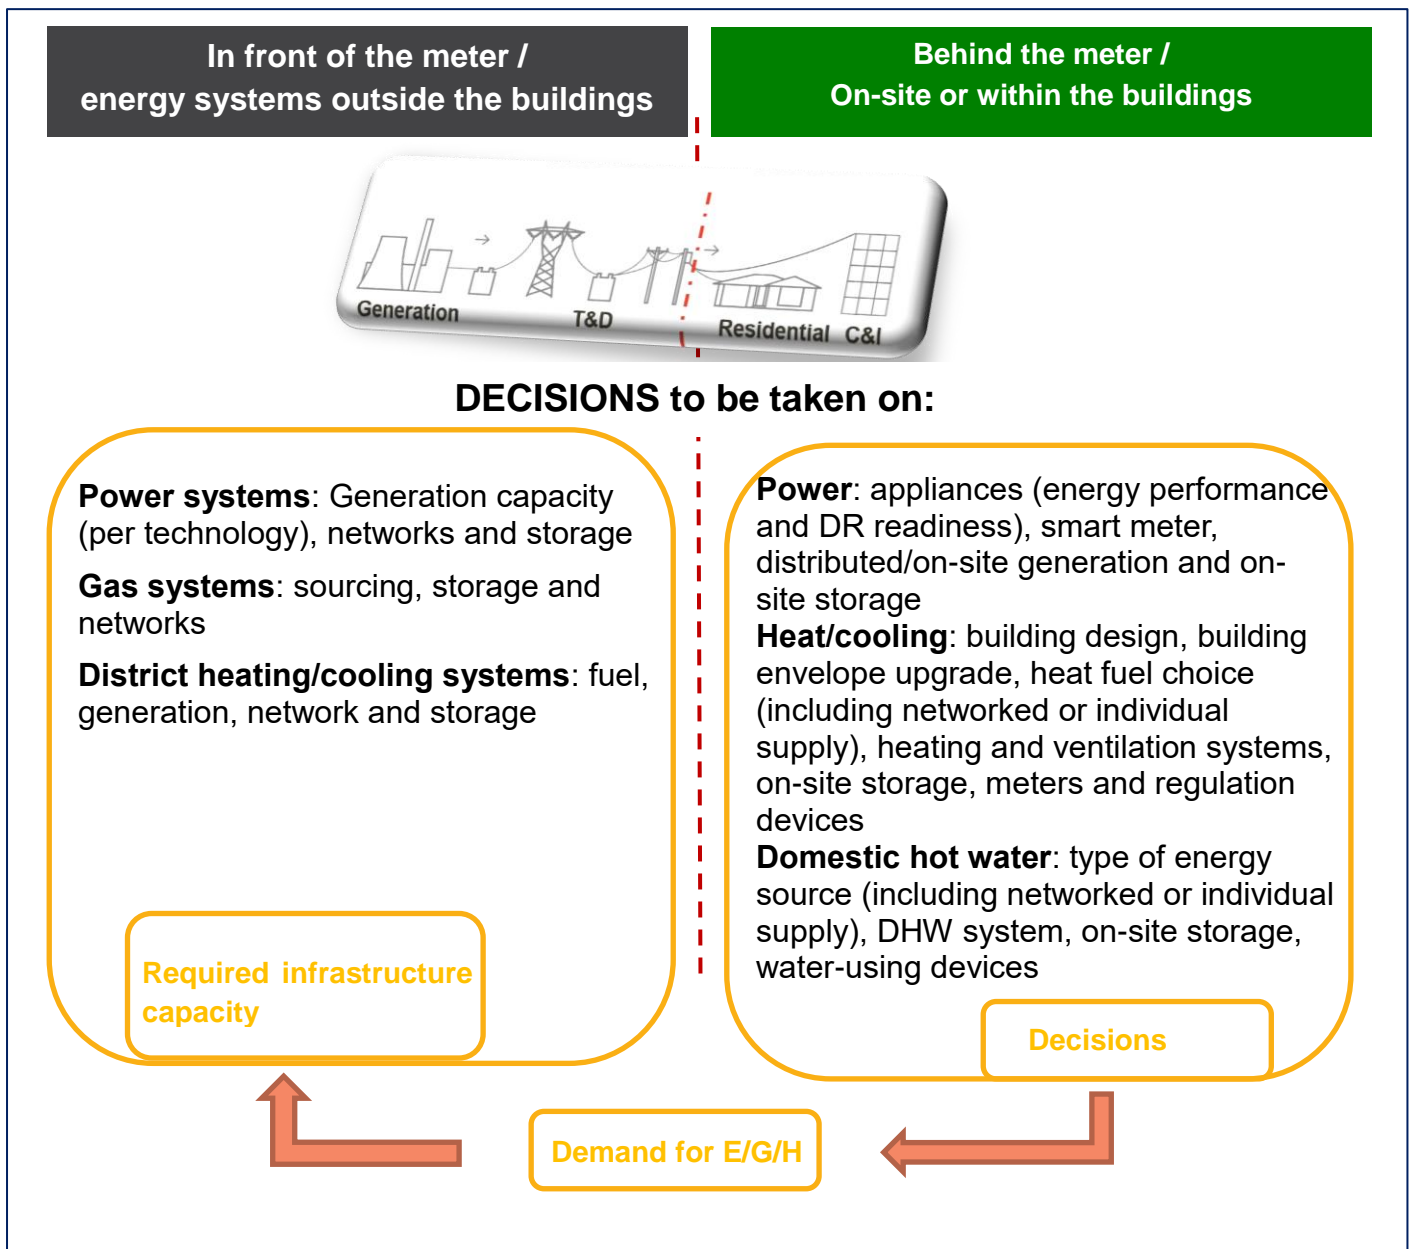 In front of the meter /
energy systems outside the buildings
Behind the meter /
On-site or within the buildings
Generation
T&D
Residential
C&I
DECISIONS to be taken on:
Power systems: Generation capacity
(per technology), networks and storage
Gas systems: sourcing, storage and
networks
District heating/cooling systems: fuel,
generation, network and storage
Required infrastructure
capacity
Power: appliances (energy performance
and DR readiness), smart meter,
distributed/on-site generation and on-
site storage
Heat/cooling: building design, building
envelope upgrade, heat fuel choice
(including networked or individual
supply), heating and ventilation systems,
on-site storage, meters and regulation
devices
Domestic hot water: type of energy
source (including networked or individual
supply), DHW system, on-site storage,
water-using devices
Decisions
Demand for E/G/H